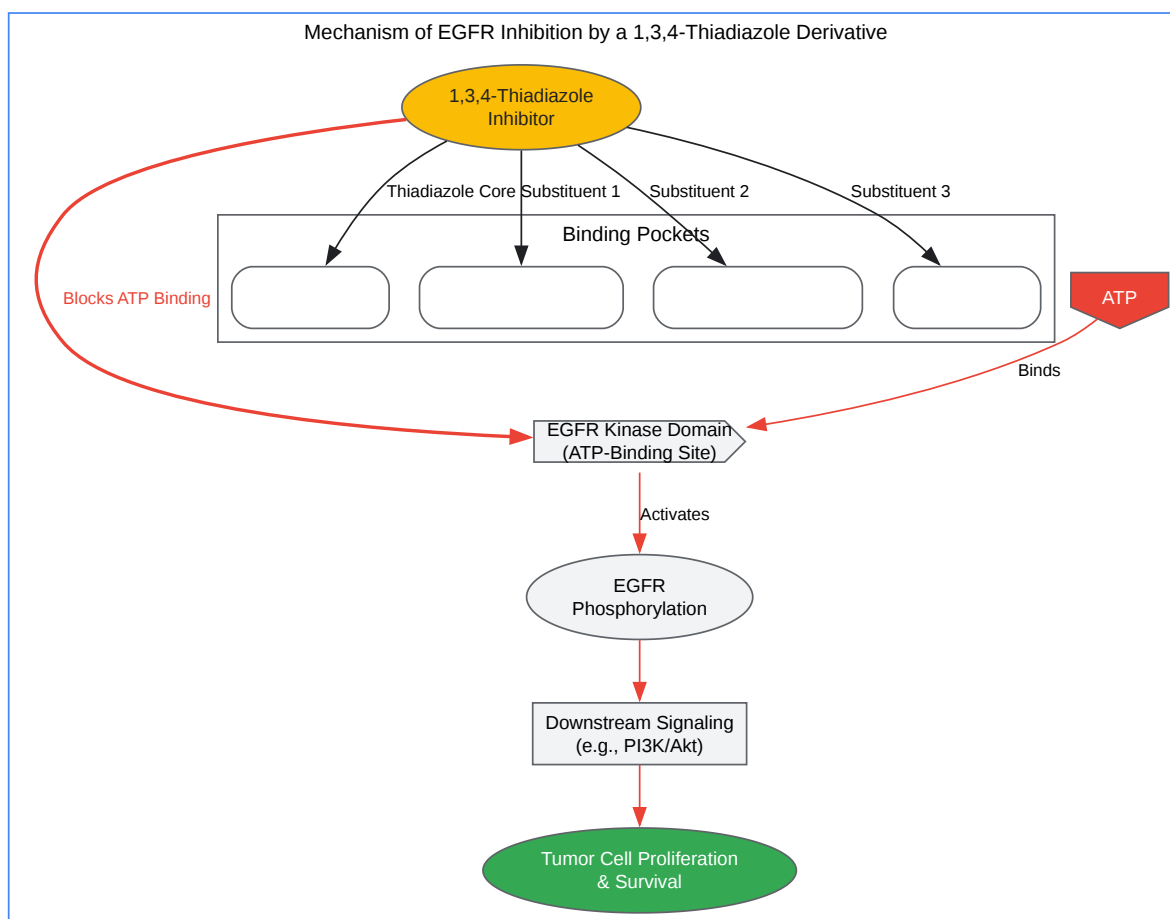 Mechanism of EGFR Inhibition by a 1,3,4-Thiadiazole Derivative
1,3,4-Thiadiazole
Inhibitor
Thiadiazole Core
Substituent 1
Substituent 2
Substituent 3
Binding Pockets
Blocks ATP Binding
ATP
Binds
EGFR Kinase Domain
(ATP-Binding Site)
Activates
EGFR
Phosphorylation
Downstream Signaling
(e.g., PI3K/Akt)
Tumor Cell Proliferation
& Survival